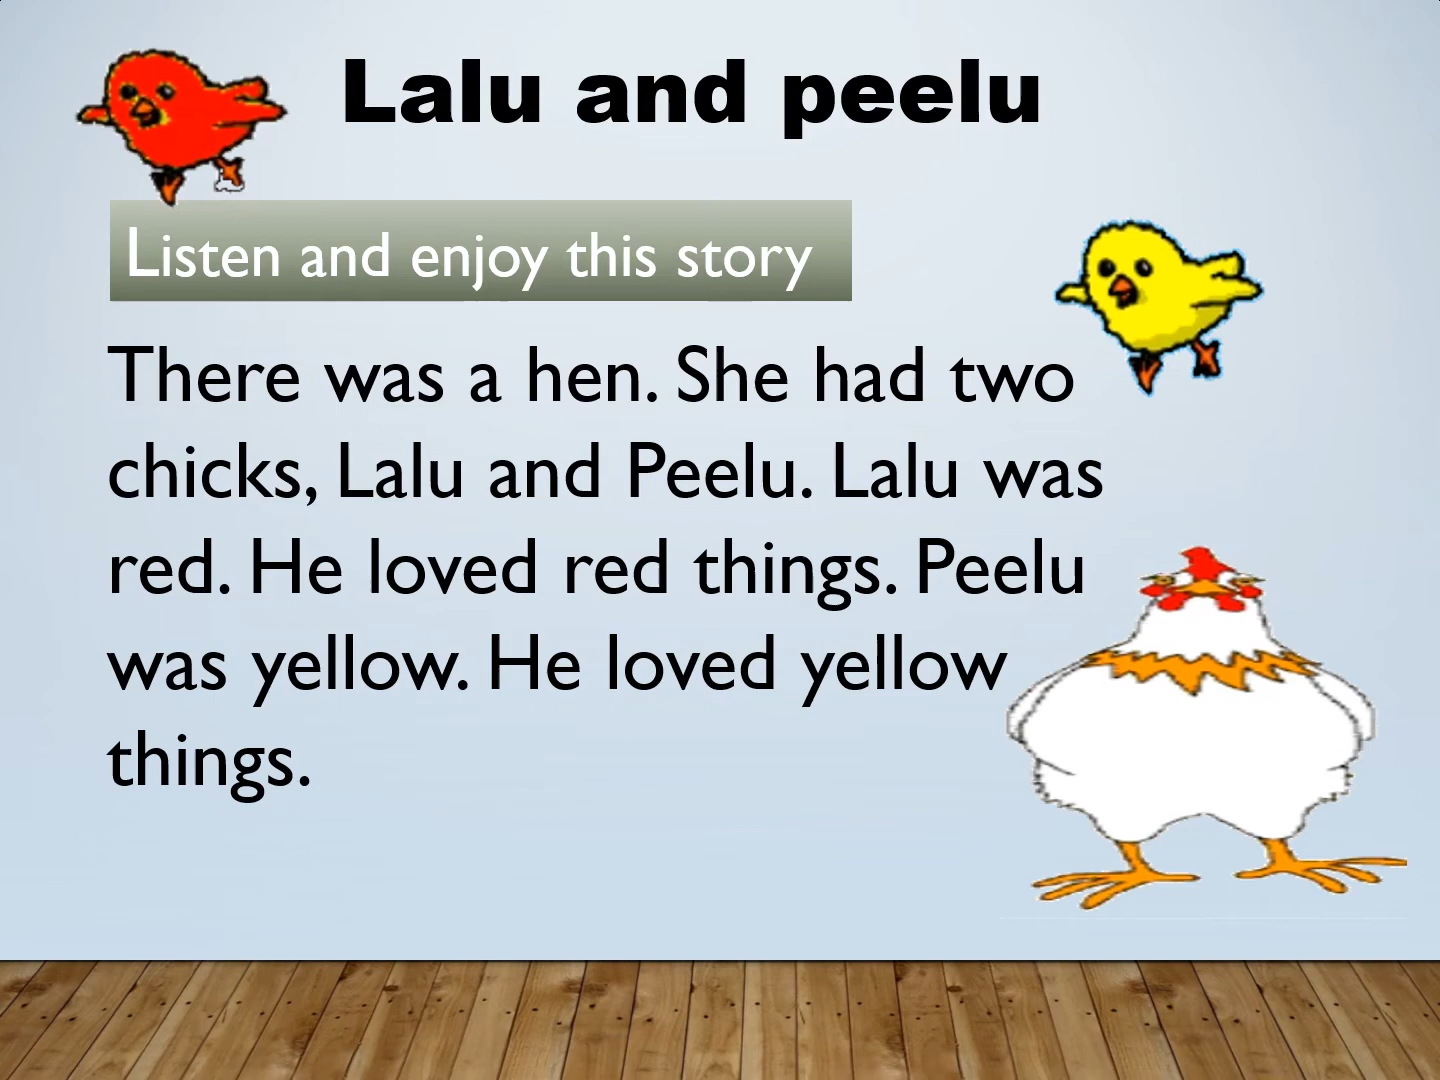 Lalu and peelu
Listen and enjoy this story
There was a hen. She had two
chicks, Lalu and Peelu. Lalu was
red. He loved red things. Peelu
was yellow. He loved yellow
things.